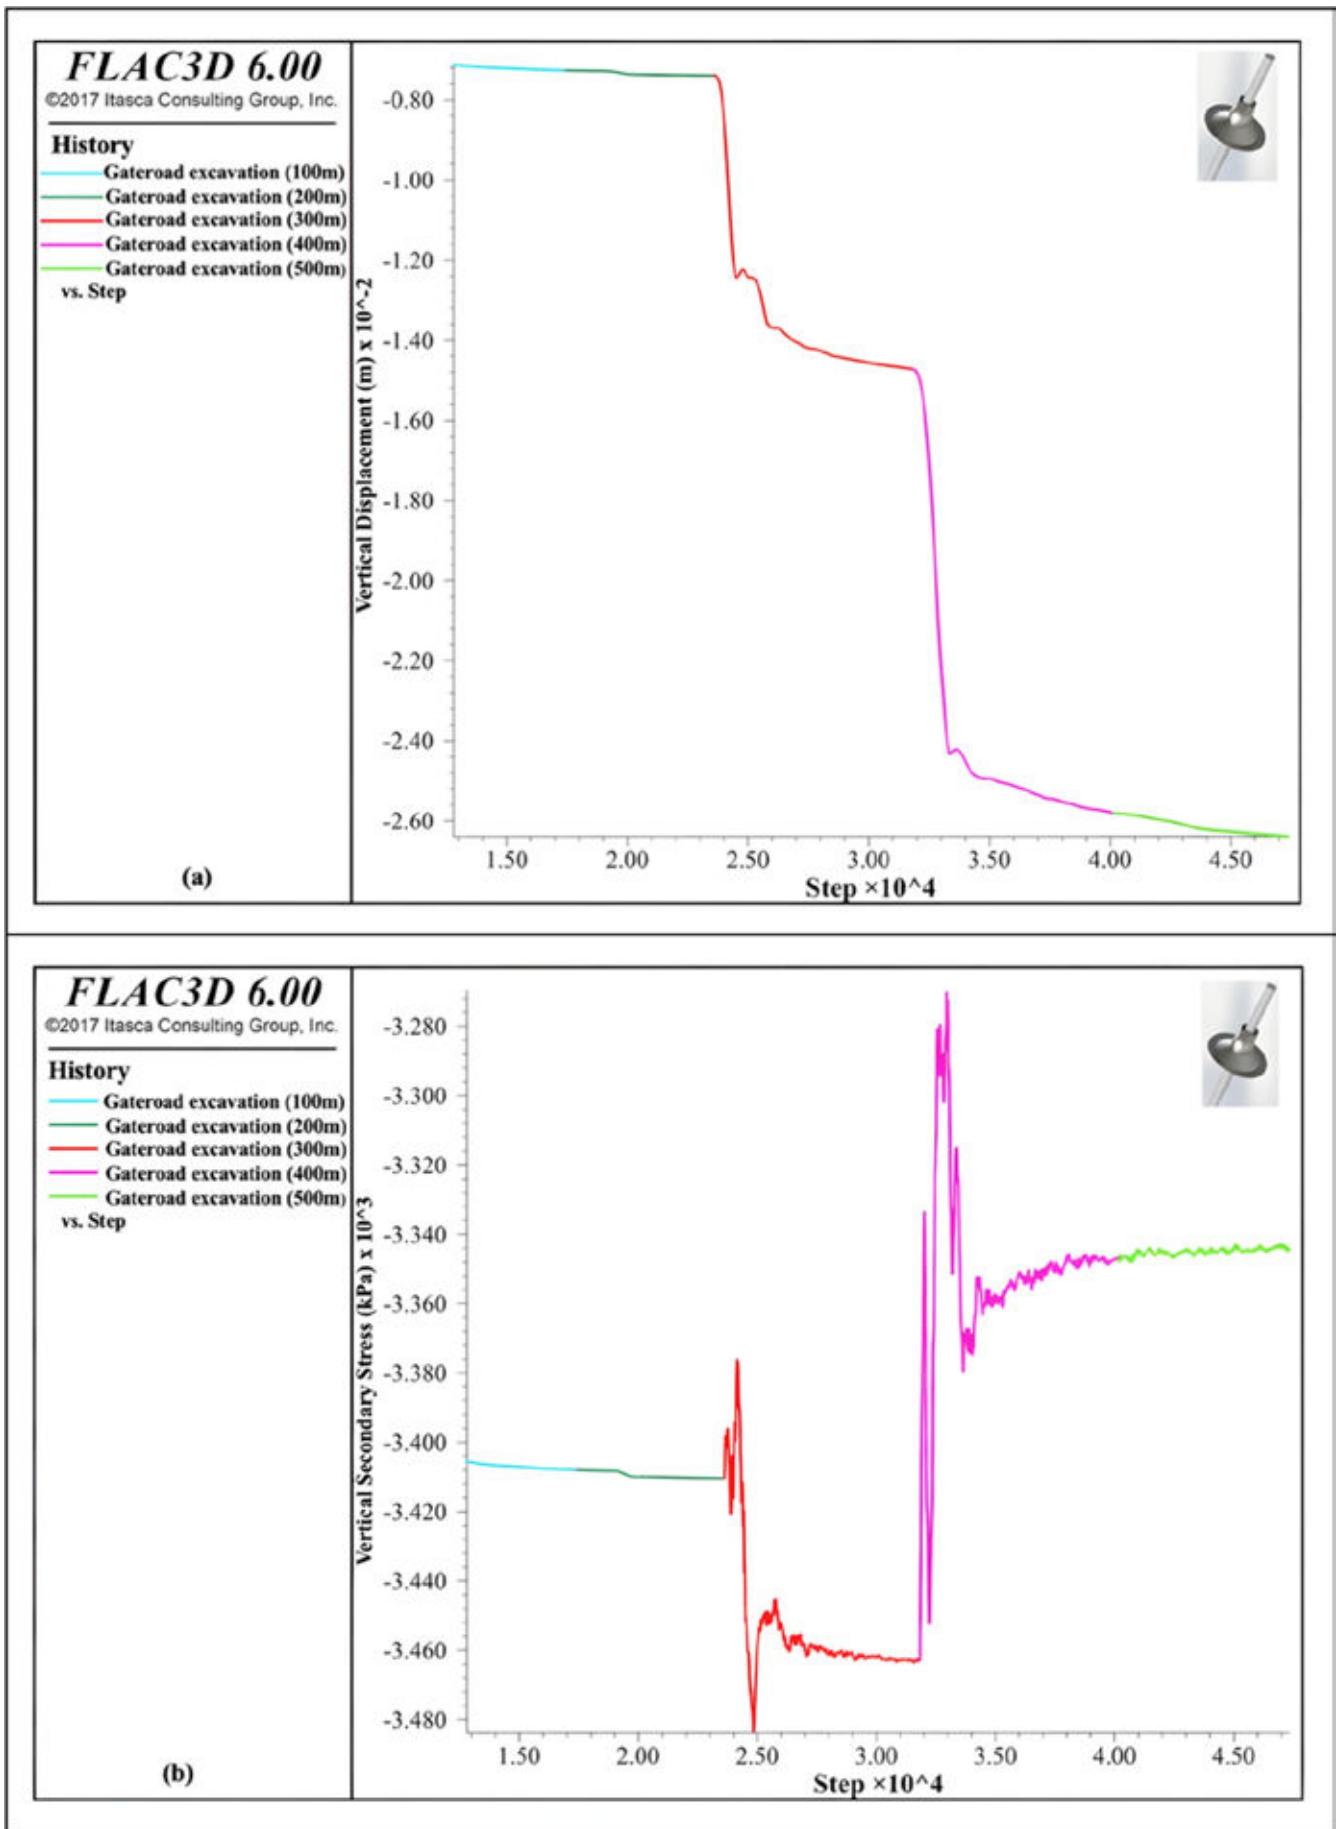 FLAC3D 6.00
©2017 Itasca Consulting Group, Inc.
History
Gateroad excavation (100m)
Gateroad excavation (200m)
Gateroad excavation (300m)
Gateroad excavation (400m)
Gateroad excavation (500m)
vs. Step
(a)
Vertical Displacement (m) x 10^-2
-0.80
-1.00
-1.20
-1.40
-1.60
-1.80
-2.00
-2.20
-2.40
-2.60
1.50 2.00 2.50 3.00 3.50 4.00 4.50
Step ×10^4
FLAC3D 6.00
©2017 Itasca Consulting Group, Inc.
History
Gateroad excavation (100m)
Gateroad excavation (200m)
Gateroad excavation (300m)
Gateroad excavation (400m)
Gateroad excavation (500m)
vs. Step
(b)
Vertical Secondary Stress (kPa) x 10^3
-3.280
-3.300
-3.320
-3.340
-3.360
-3.380
-3.400
-3.420
-3.440
-3.460
-3.480
1.50 2.00 2.50 3.00 3.50 4.00 4.50
Step ×10^4